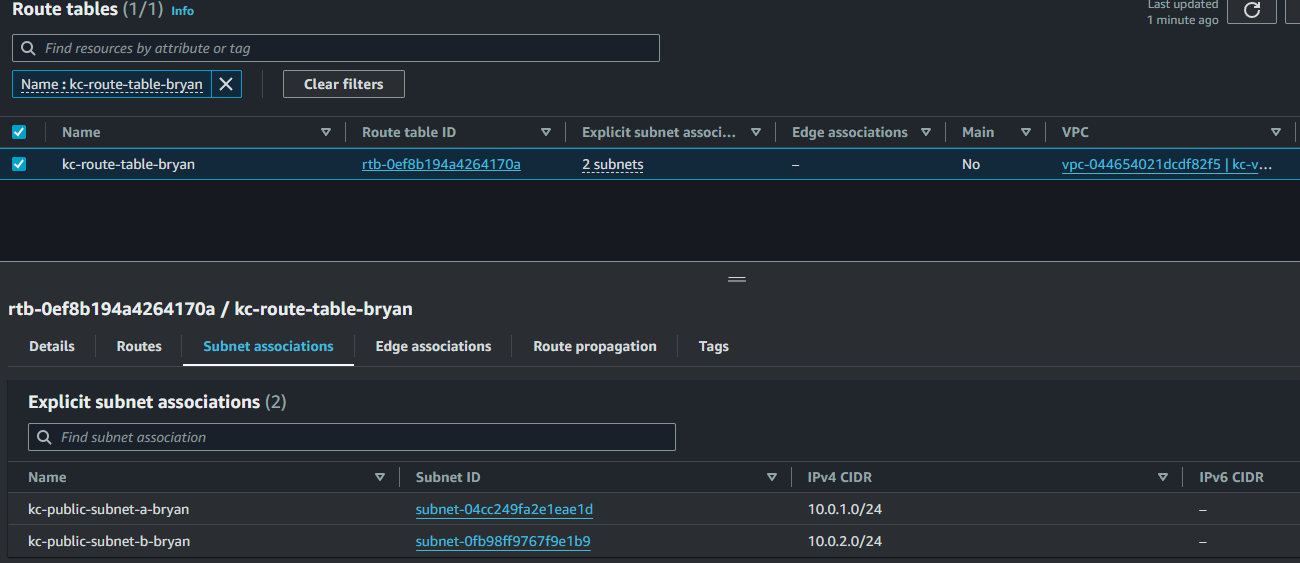 Route tables (1/1) Info
Last updated
1 minute ago
Find resources by attribute or tag
Name : kc-route-table-bryan Clear filters
Name Route table ID Explicit subnet associ... Edge associations Main VPC
kc-route-table-bryan rtb-0ef8b194a4264170a 2 subnets – No vpc-044654021dcdf82f5 | kc-v...
rtb-0ef8b194a4264170a / kc-route-table-bryan
Details Routes Subnet associations Edge associations Route propagation Tags
Explicit subnet associations (2)
Find subnet association
Name Subnet ID IPv4 CIDR IPv6 CIDR
kc-public-subnet-a-bryan subnet-04cc249fa2e1eae1d 10.0.1.0/24 –
kc-public-subnet-b-bryan subnet-0fb98ff9767f9e1b9 10.0.2.0/24 –